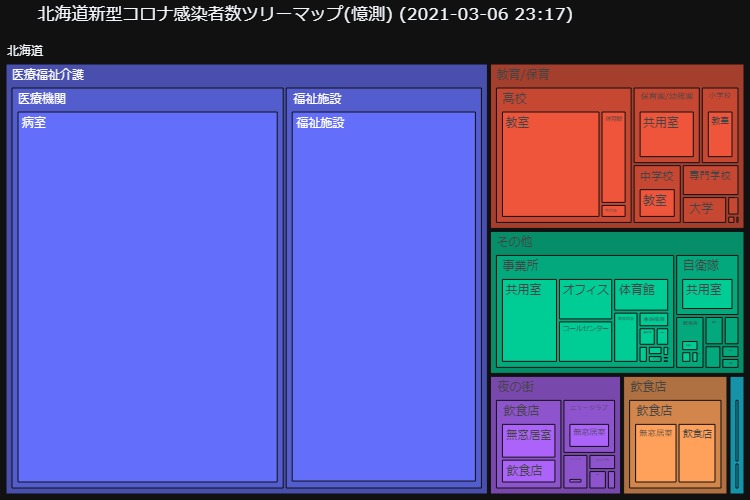 北海道新型コロナ感染者数ツリーマップ(憶測) (2021-03-06 23:17)
北海道
医療福祉介護
医療機関
病室
福祉施設
福祉施設
教育/保育
高校
教室
保育園/幼稚園
共用室
小学校
教室
中学校
教室
専門学校
大学
その他
事業所
共用室
オフィス
コールセンター
体育館
自衛隊
共用室
夜の街
飲食店
無窓居室
飲食店
ニュークラブ
無窓居室
飲食店
飲食店
無窓居室
飲食店